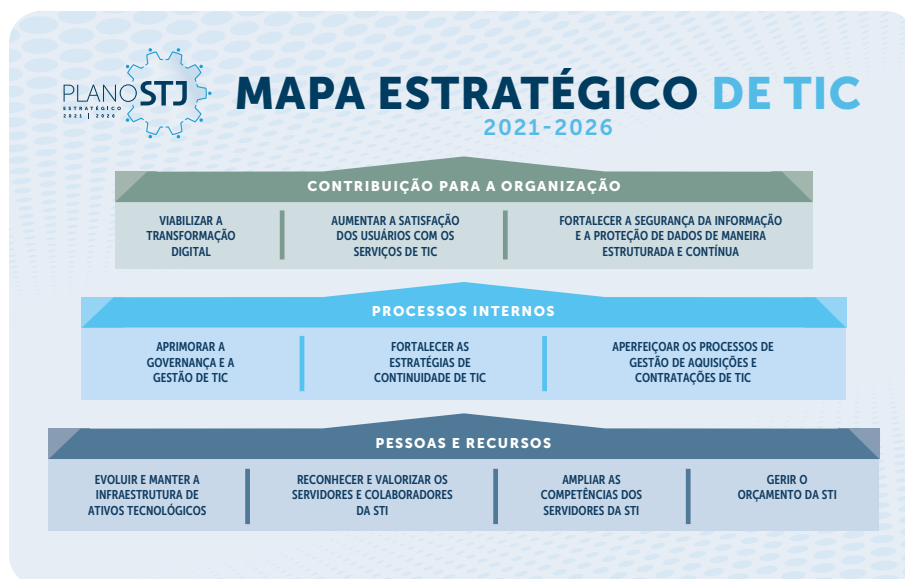 PLANO STJ
ESTRATÉGICO
2021 | 2026
MAPA ESTRATÉGICO DE TIC
2021-2026
CONTRIBUIÇÃO PARA A ORGANIZAÇÃO
VIABILIZAR A
TRANSFORMAÇÃO
DIGITAL
AUMENTAR A SATISFAÇÃO
DOS USUÁRIOS COM OS
SERVIÇOS DE TIC
FORTALECER A SEGURANÇA DA INFORMAÇÃO
E A PROTEÇÃO DE DADOS DE MANEIRA
ESTRUTURADA E CONTÍNUA
PROCESSOS INTERNOS
APRIMORAR A
GOVERNANÇA E A
GESTÃO DE TIC
FORTALECER AS
ESTRATÉGIAS DE
CONTINUIDADE DE TIC
APERFEIÇOAR OS PROCESSOS DE
GESTÃO DE AQUISIÇÕES E
CONTRATAÇÕES DE TIC
PESSOAS E RECURSOS
EVOLUIR E MANTER A
INFRAESTRUTURA DE
ATIVOS TECNOLÓGICOS
RECONHECER E VALORIZAR OS
SERVIDORES E COLABORADORES
DA STI
AMPLIAR AS
COMPETÊNCIAS DOS
SERVIDORES DA STI
GERIR O
ORÇAMENTO DA STI